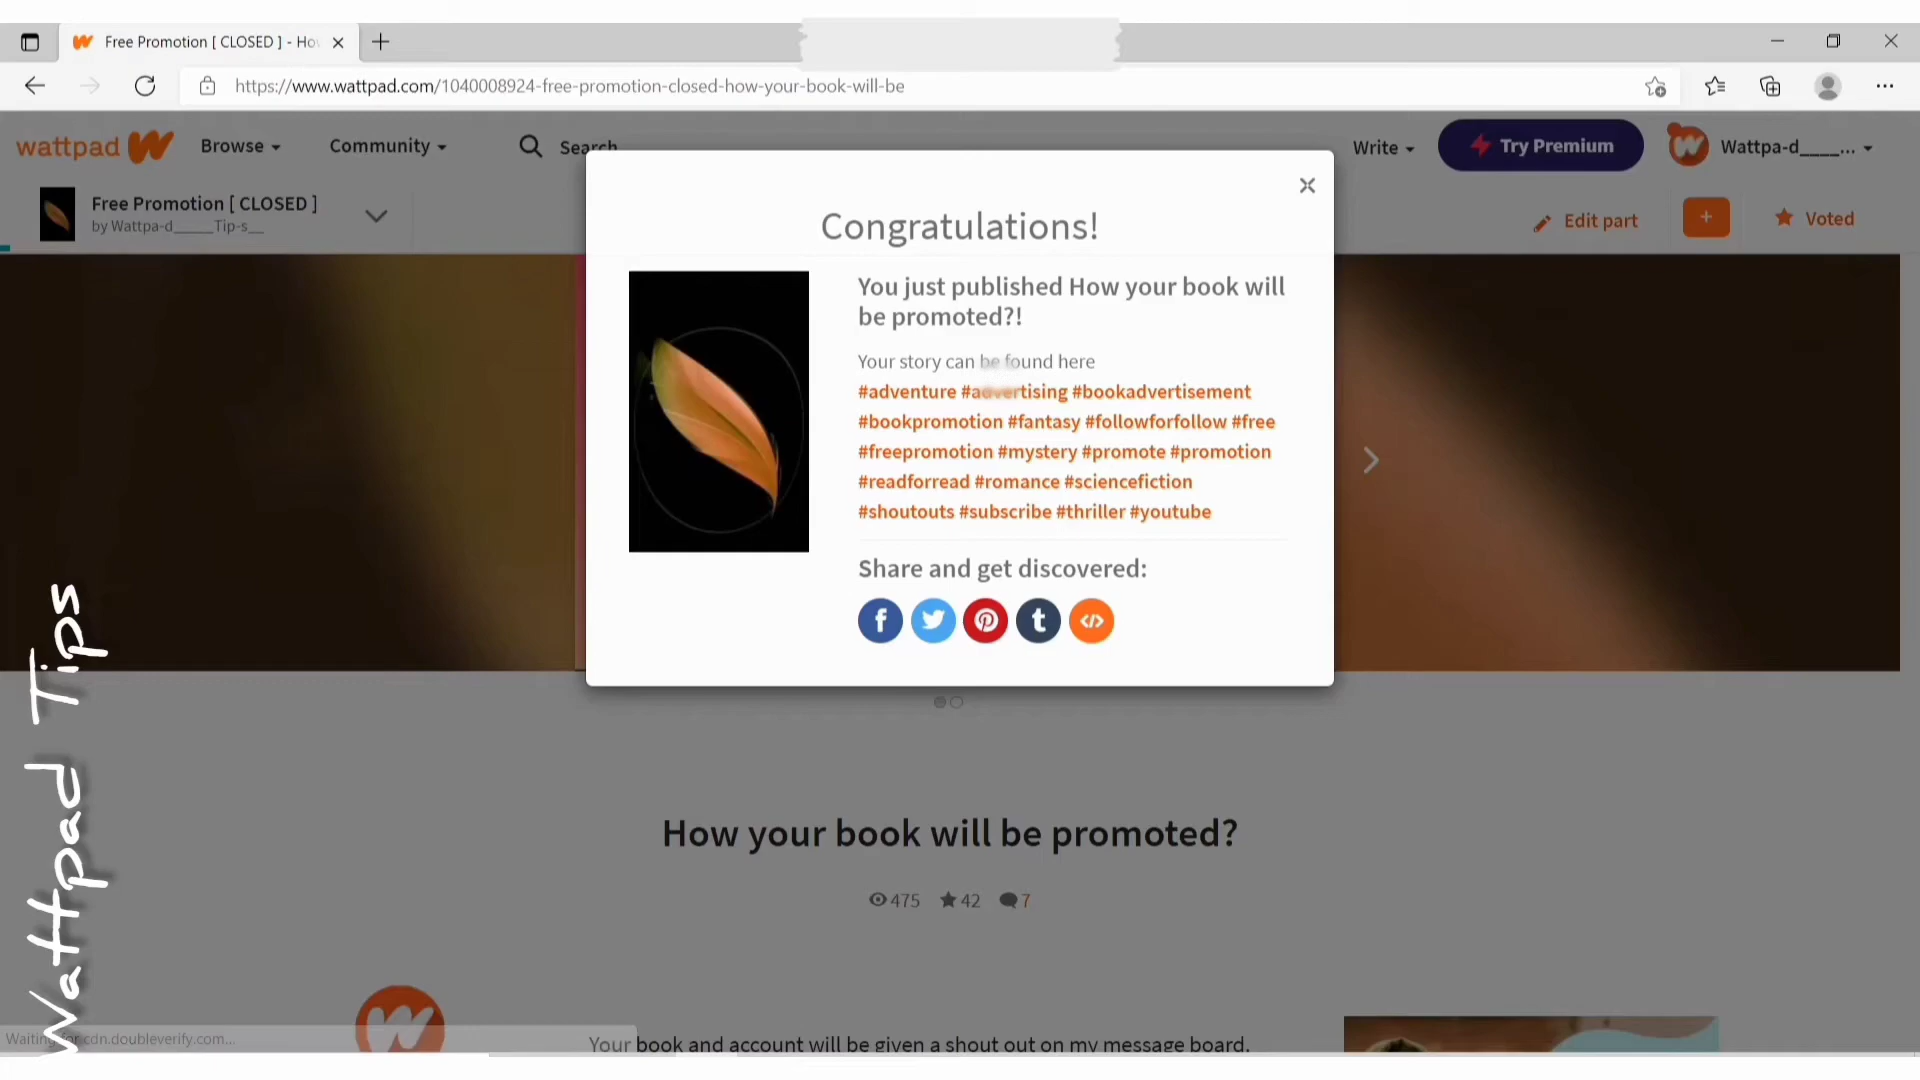 Free Promotion [ CLOSED ] - Ho
https://www.wattpad.com/1040008924-free-promotion-closed-how-your-book-will-be
wattpad Browse Community Search Write Try Premium Wattpa-d____...
Free Promotion [ CLOSED ]
by Wattpa-d_____Tip-s__
Edit part + Voted
Congratulations!
You just published How your book will
be promoted?!
Your story can be found here
#adventure #advertising #bookadvertisement
#bookpromotion #fantasy #followforfollow #free
#freepromotion #mystery #promote #promotion
#readforread #romance #sciencefiction
#shoutouts #subscribe #thriller #youtube
Share and get discovered:
How your book will be promoted?
475 42 7
Your book and account will be given a shout out on my message board.
Waiting for cdn.doubleverify.com...
Wattpad Tips